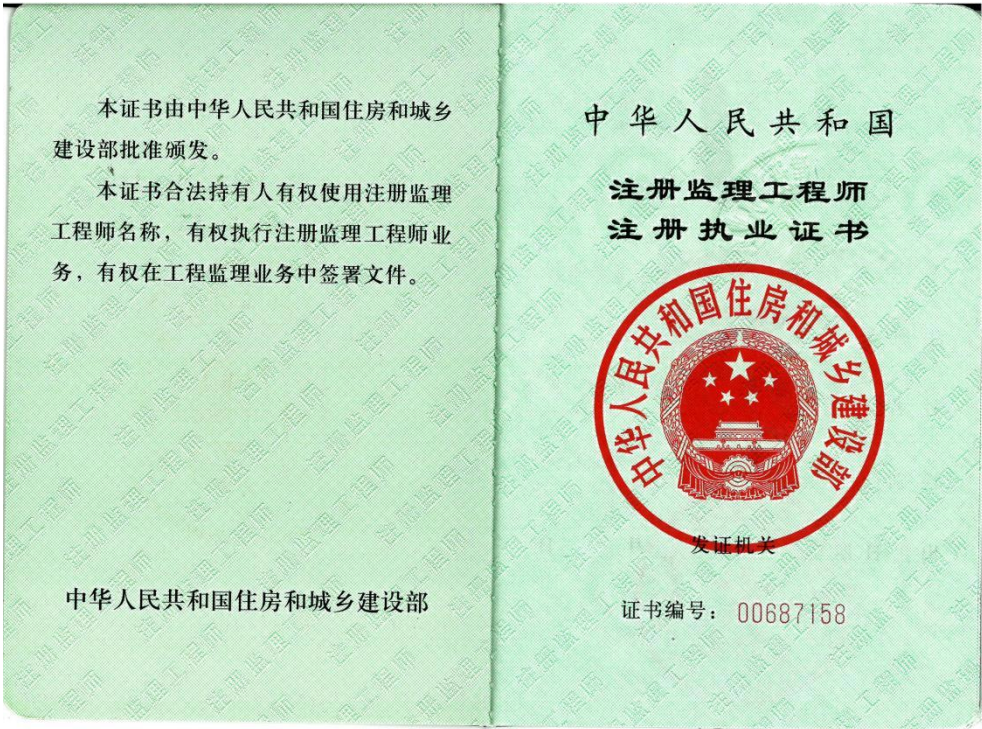 本证书由中华人民共和国住房和城乡
建设部批准颁发。
本证书合法持有人有权使用注册监理
工程师名称，有权执行注册监理工程师业
务，有权在工程监理业务中签署文件。
中华人民共和国住房和城乡建设部
中华人民共和国
注册监理工程师
注册执业证书
中华人民共和国住房和城乡建设部
发证机关
证书编号：00687158